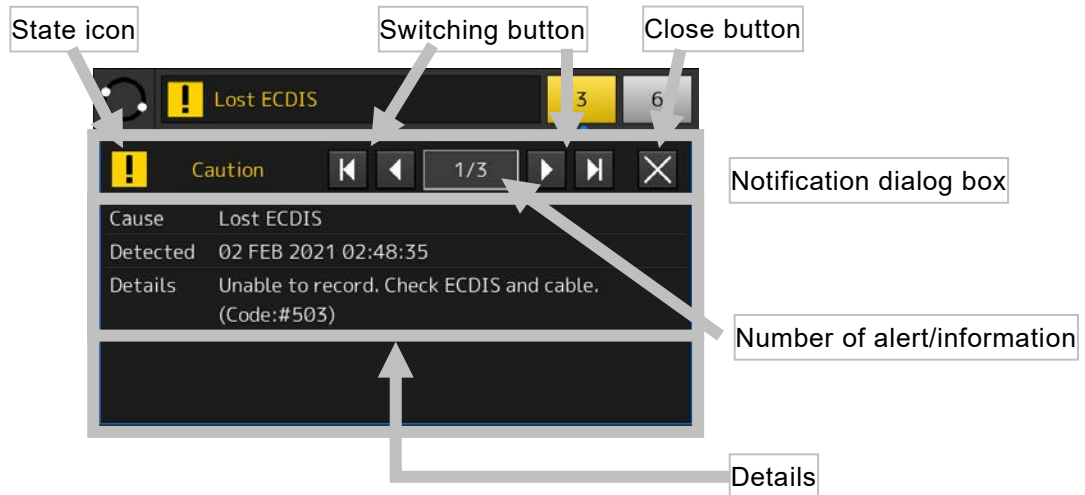 State icon
Switching button
Close button
Lost ECDIS
3
6
Caution
1/3
Notification dialog box
Cause Lost ECDIS
Detected 02 FEB 2021 02:48:35
Details Unable to record. Check ECDIS and cable.
(Code:#503)
Number of alert/information
Details